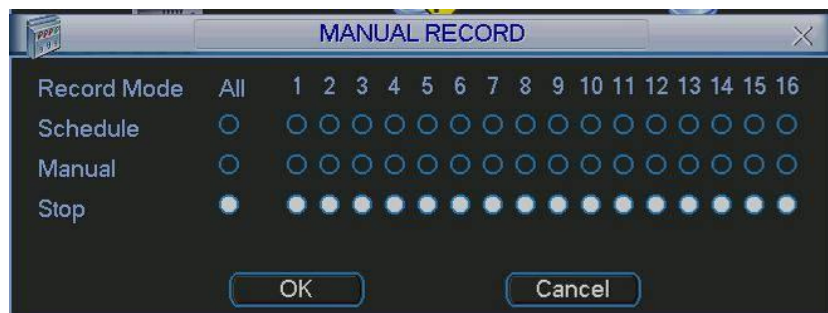 MANUAL RECORD
Record Mode All 1 2 3 4 5 6 7 8 9 10 11 12 13 14 15 16
Schedule
Manual
Stop
OK Cancel